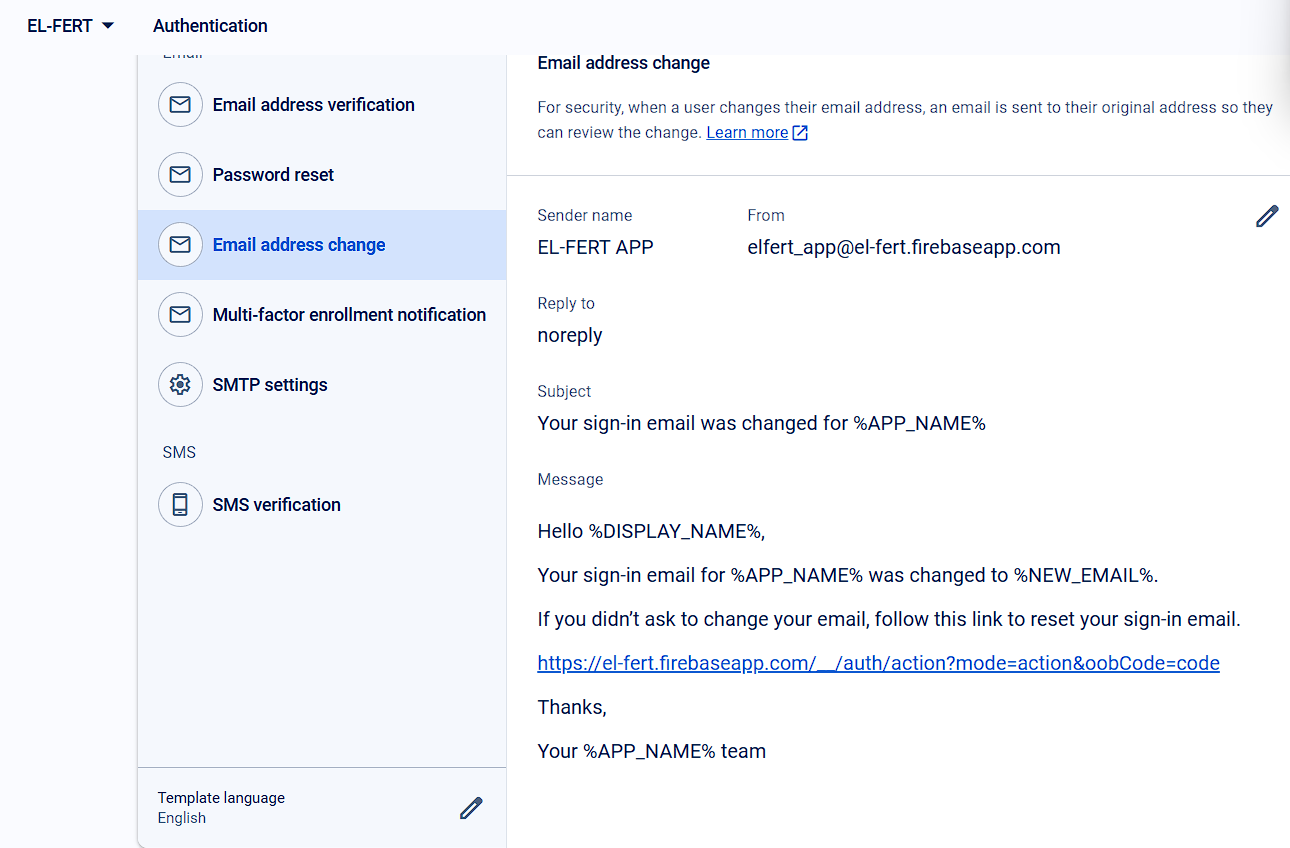 EL-FERT
Authentication
Email
Email address verification
Password reset
Email address change
Multi-factor enrollment notification
SMTP settings
SMS
SMS verification
Template language
English
Email address change
For security, when a user changes their email address, an email is sent to their original address so they
can review the change. Learn more
Sender name
From
EL-FERT APP
elfert_app@el-fert.firebaseapp.com
Reply to
noreply
Subject
Your sign-in email was changed for %APP_NAME%
Message
Hello %DISPLAY_NAME%,
Your sign-in email for %APP_NAME% was changed to %NEW_EMAIL%.
If you didn’t ask to change your email, follow this link to reset your sign-in email.
https://el-fert.firebaseapp.com/__/auth/action?mode=action&oobCode=code
Thanks,
Your %APP_NAME% team